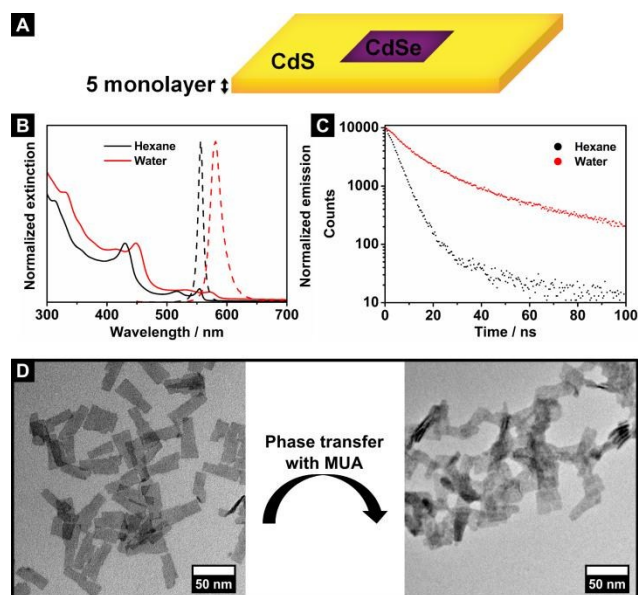 A
CdS
CdSe
5 monolayer
B
Hexane
Water
Normalized extinction
Normalized emission
300 400 500 600 700
Wavelength / nm
C
10000
1000
100
10
Counts
Hexane
Water
0 20 40 60 80 100
Time / ns
D
50 nm
Phase transfer
with MUA
50 nm